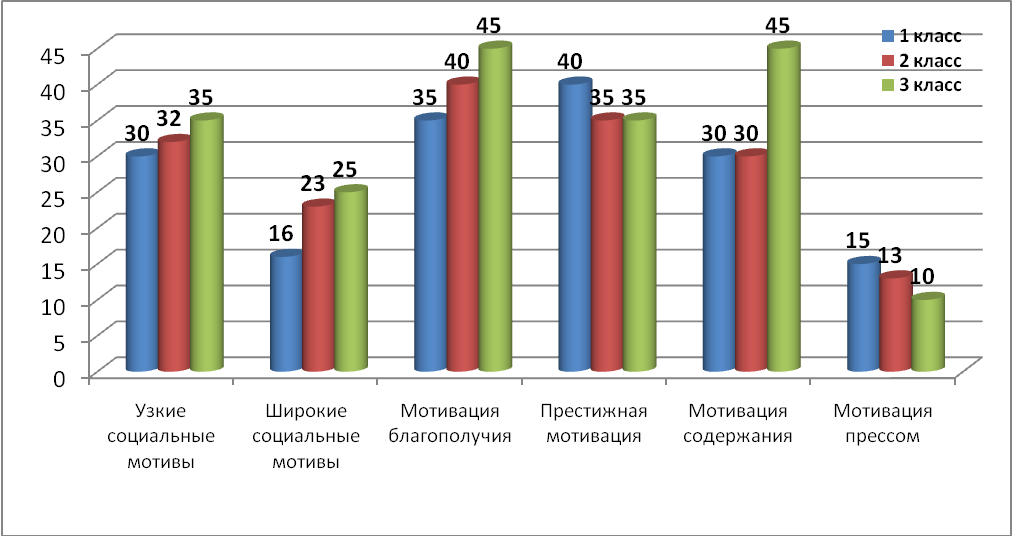 1 класс
2 класс
3 класс
45
40
35
30
25
20
15
10
5
0
30 32 35
16 23 25
35 40 45
40 35 35
30 30 45
15 13 10
Узкие
социальные
мотивы
Широкие
социальные
мотивы
Мотивация
благополучия
Престижная
мотивация
Мотивация
содержания
Мотивация
прессом